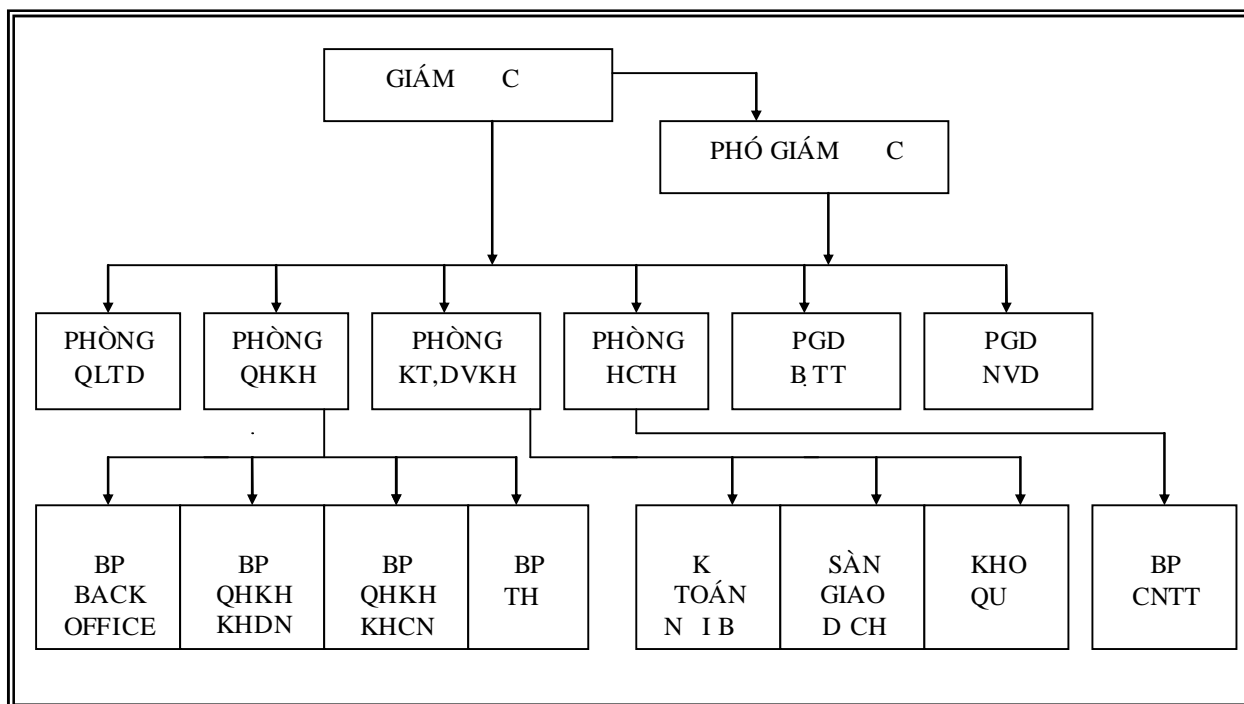 GIÁM C
PHÓ GIÁM C
PHÒNG
QLTD
PHÒNG
QHKH
PHÒNG
KT,DVKH
PHÒNG
HCTH
PGD
BTT
PGD
NVD
BP
BACK
OFFICE
BP
QHKH
KHDN
BP
QHKH
KHCN
BP
TH
K
TOÁN
N I B
SÀN
GIAO
D CH
KHO
QU
BP
CNTT